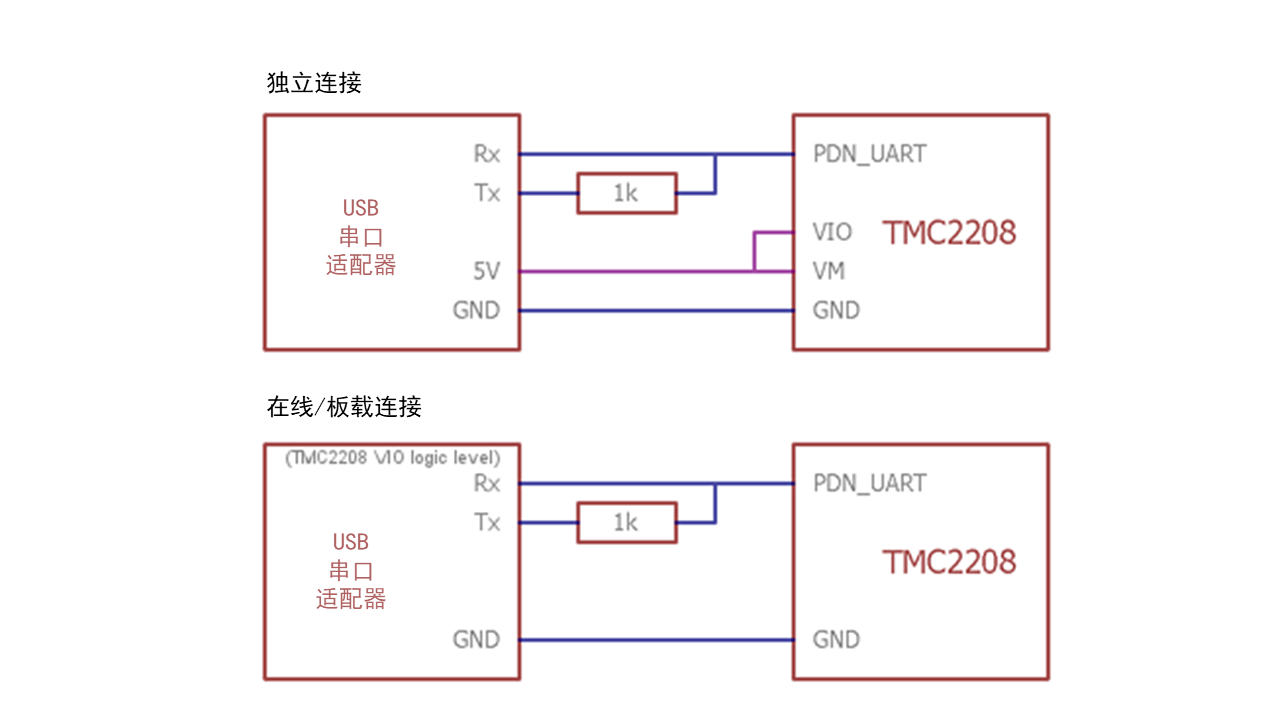 独立连接
Rx
PDN_UART
Tx
1k
USB
串口
适配器
VIO
TMC2208
5V
VM
GND
GND
在线/板载连接
(TMC2208 VIO logic level)
Rx
PDN_UART
Tx
1k
USB
串口
适配器
TMC2208
GND
GND